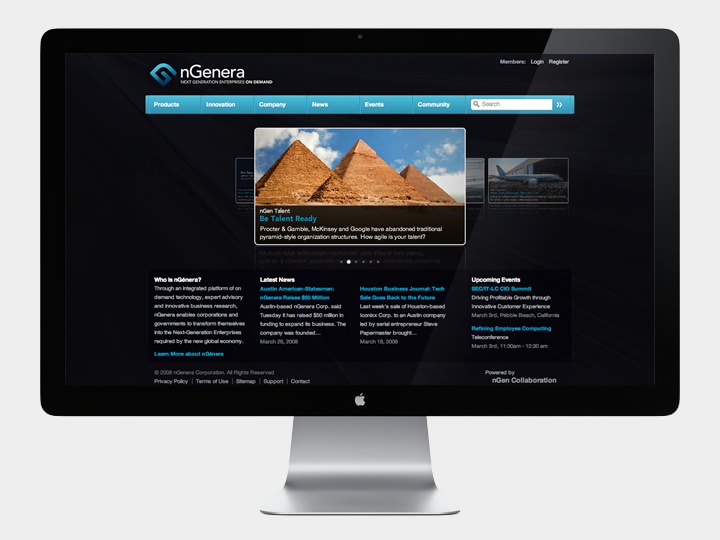 Members: Login Register
nGenera
NEXT GENERATION ENTERPRISES ON DEMAND
Products Innovation Company News Events Community Search
nGen Talent
Be Talent Ready
Procter & Gamble, McKinsey and Google have abandoned traditional
pyramid-style organization structures. How agile is your talent?
Who is nGenera?
Through an integrated platform of on
demand technology, expert advisory
and innovative business research,
nGenera enables corporations and
governments to transform themselves
into the Next-Generation Enterprises
required by the new global economy.
Learn More about nGenera
Latest News
Austin American-Statesman:
nGenera Raises $50 Million
Austin-based nGenera Corp. said
Tuesday it has raised $50 million in
funding to expand its business. The
company was founded...
March 26, 2008
Houston Business Journal: Tech
Sale Goes Back to the Future
Last week's sale of Houston-based
Iconixx Corp. to an Austin company
led by serial entrepreneur Steve
Papermaster brought...
March 16, 2008
Upcoming Events
SEC/IT-LC CIO Summit
Driving Profitable Growth through
Innovative Customer Experience
March 3rd, Pebble Beach, California
Refining Employee Computing
Teleconference
March 3rd, 11:30am - 12:30 am
© 2008 nGenera Corporation. All Rights Reserved
Privacy Policy | Terms of Use | Sitemap | Support | Contact
Powered by
nGen Collaboration